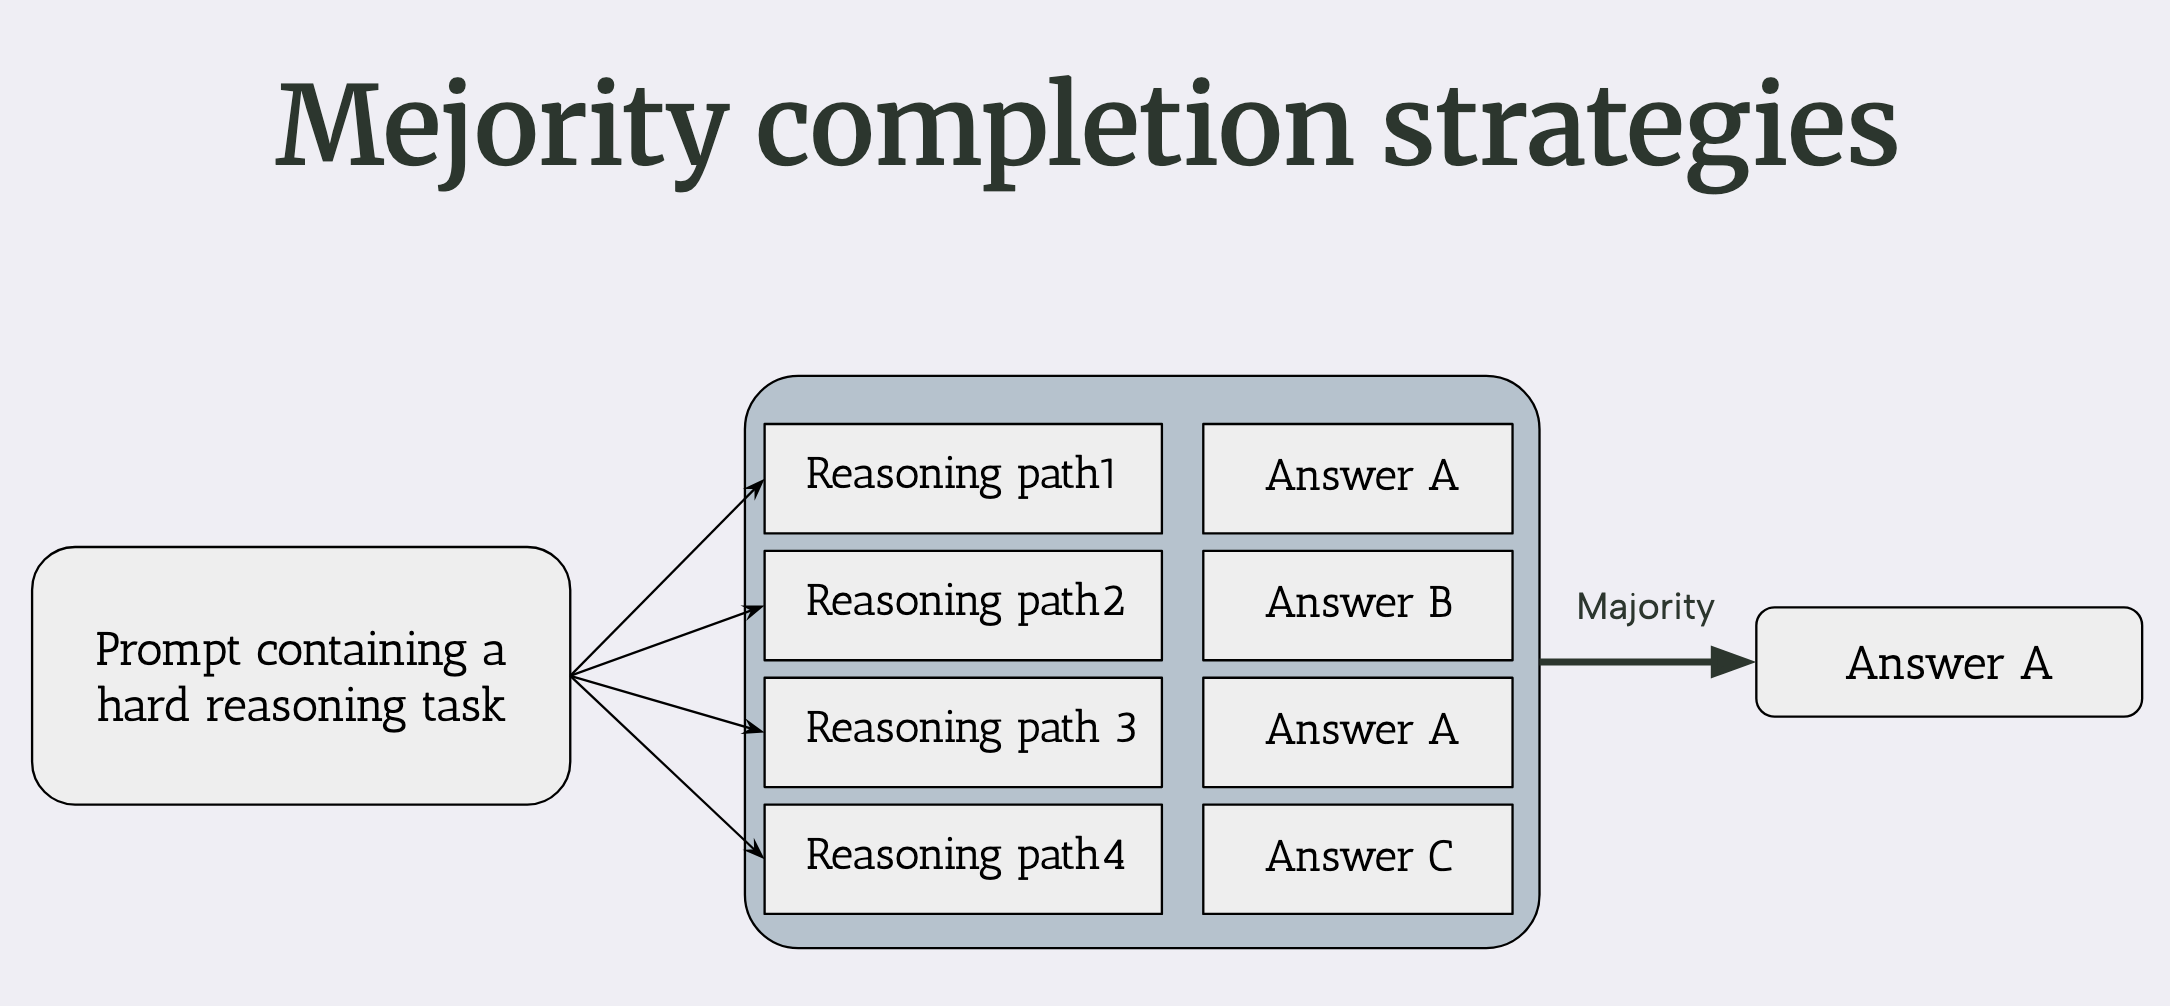 Mejority completion strategies
Prompt containing a
hard reasoning task
Reasoning path1
Answer A
Reasoning path2
Answer B
Reasoning path 3
Answer A
Reasoning path4
Answer C
Majority
Answer A